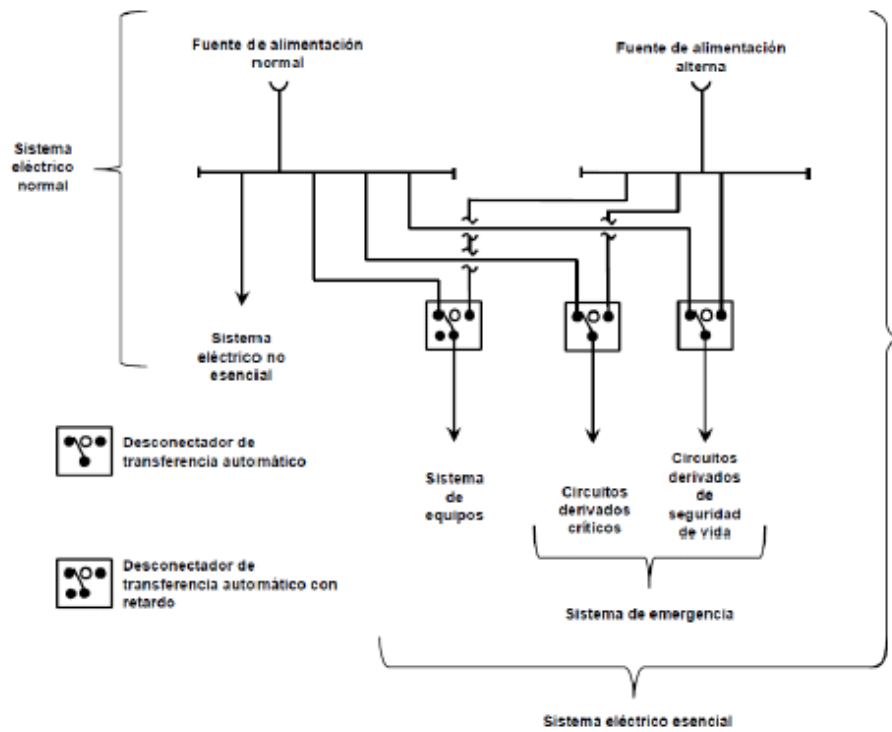 Fuente de alimentación
normal
Fuente de alimentación
alterna
Sistema
eléctrico
normal
Sistema
eléctrico no
esencial
Desconectador de
transferencia automático
Sistema
de
equipos
Circuitos
derivados
críticos
Circuitos
derivados
de
seguridad
de vida
Desconectador de
transferencia automático con
retardo
Sistema de emergencia
Sistema eléctrico esencial